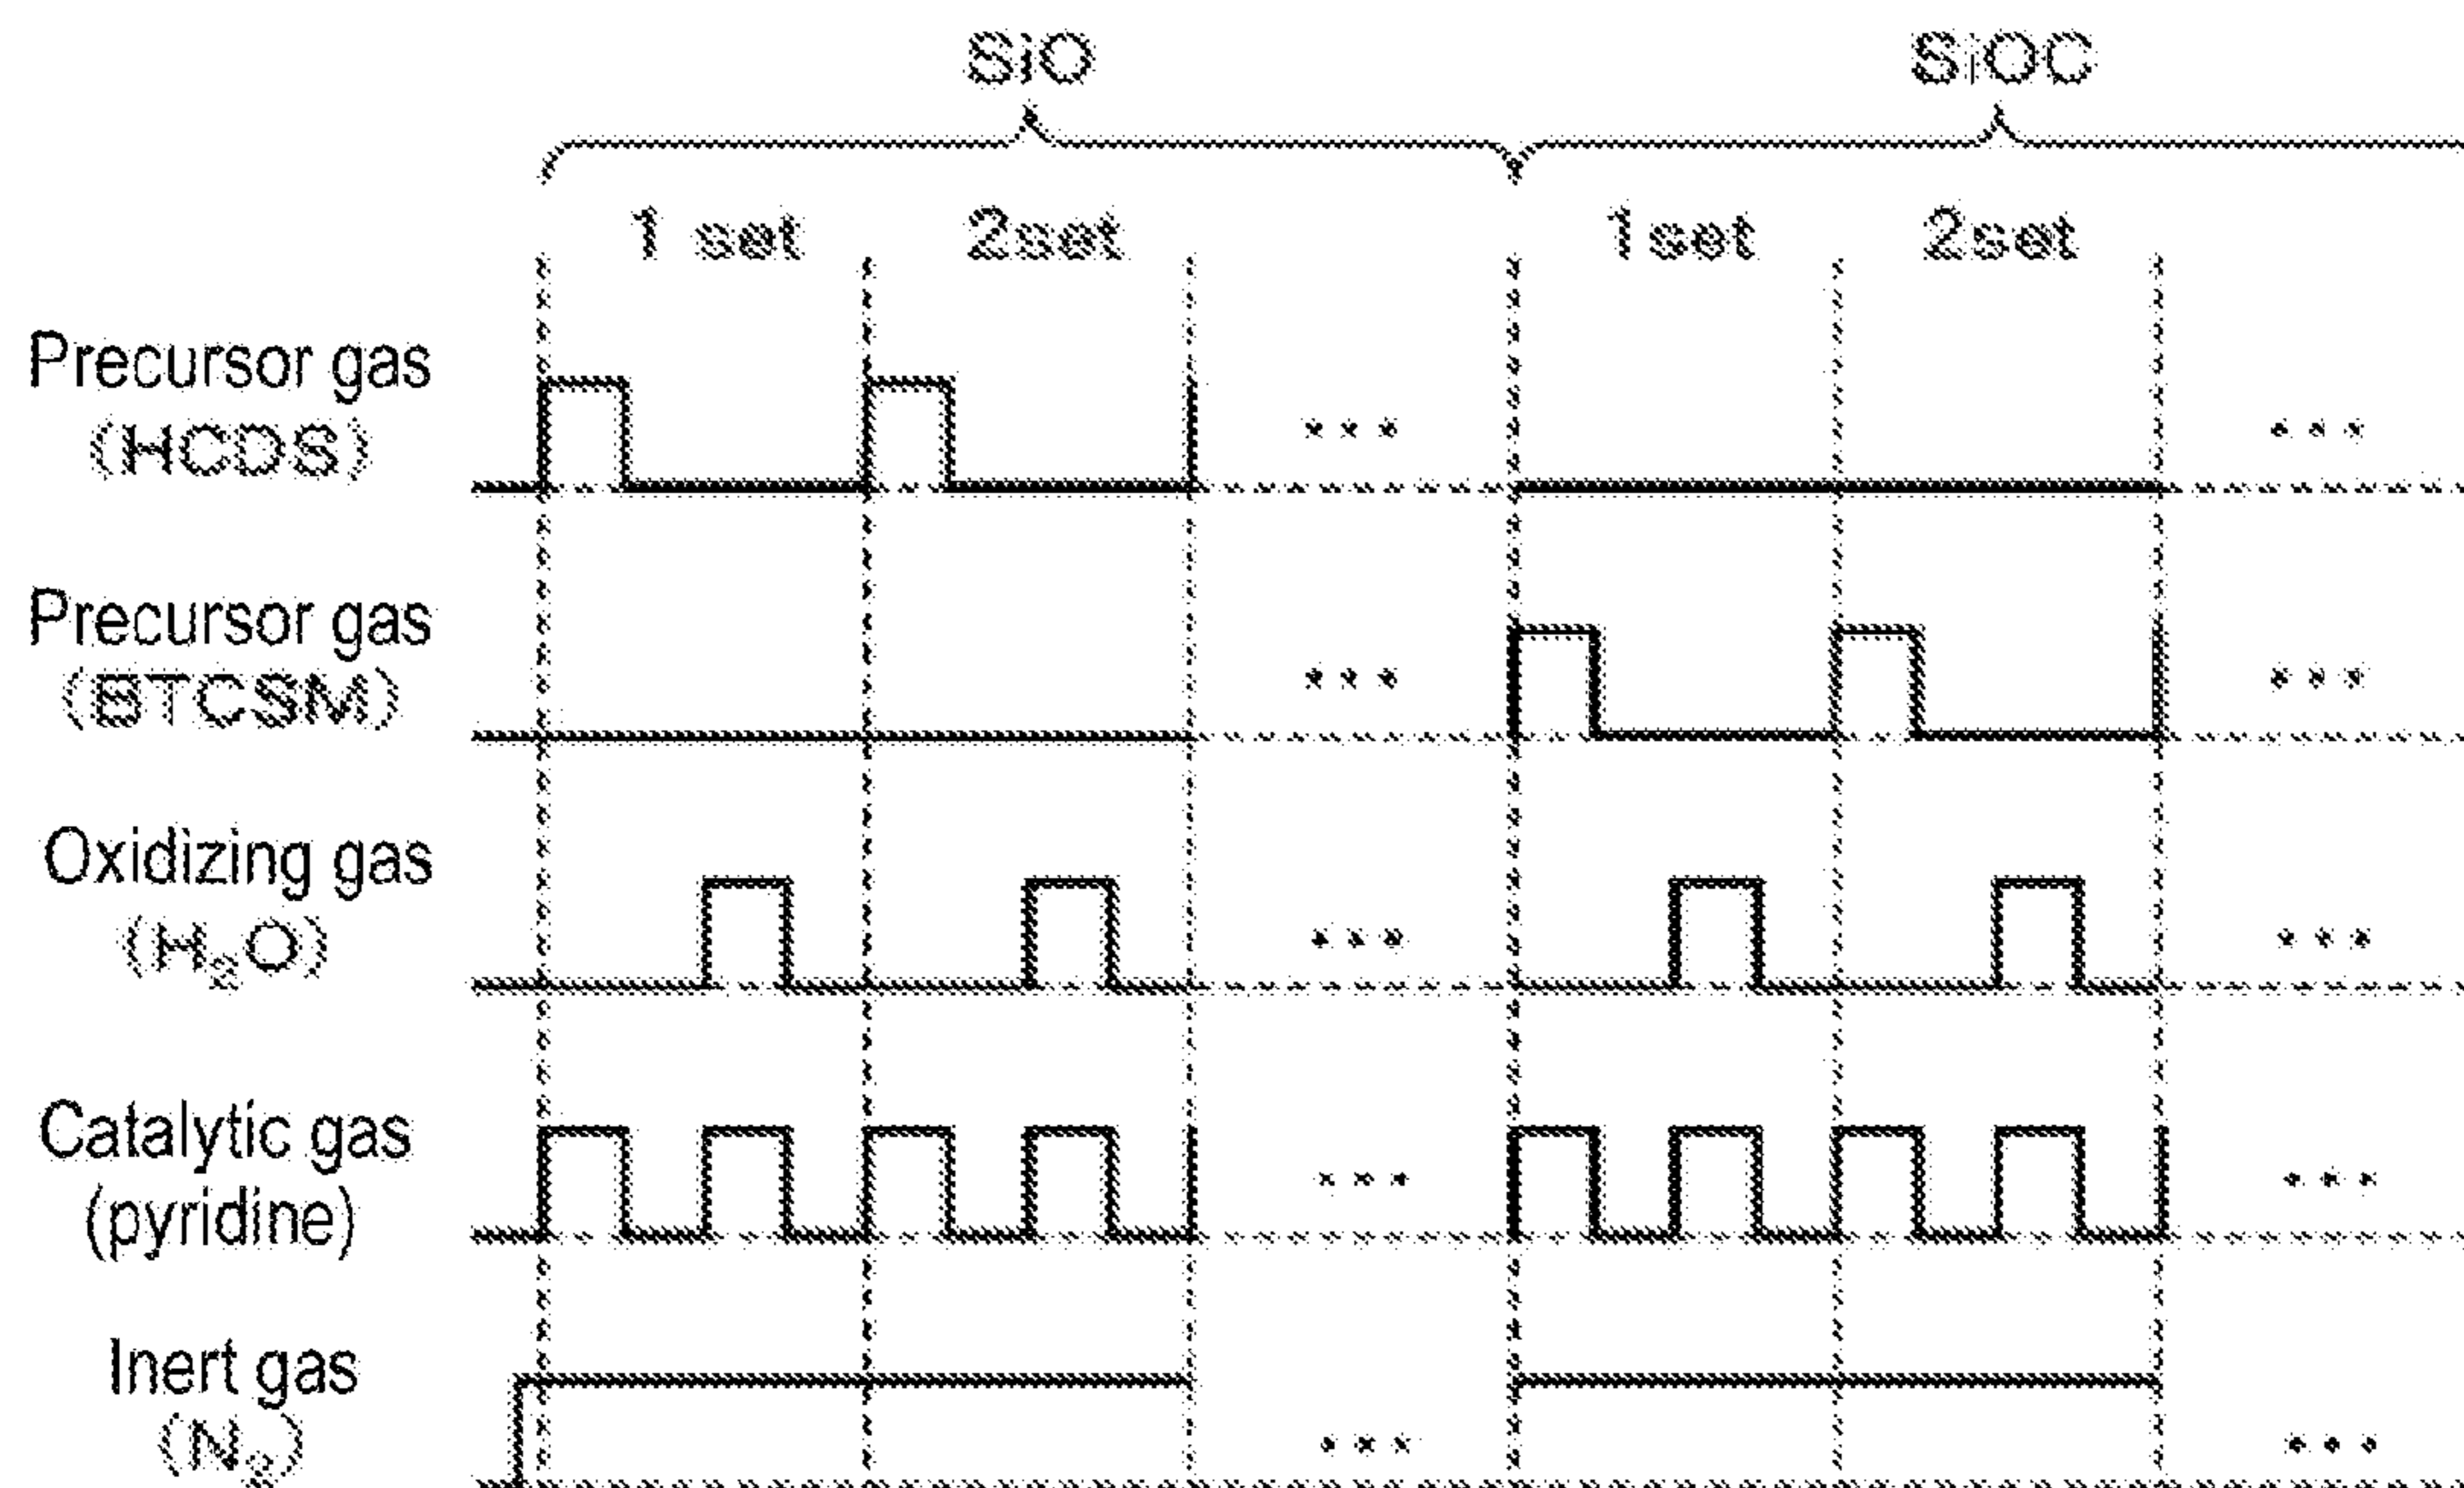 SiO SiOC
1 set 2set 1set 2set
Precursor gas
(HCDS)
Precursor gas
(BTCSM)
Oxidizing gas
(H₂O)
Catalytic gas
(pyridine)
Inert gas
(N₂)